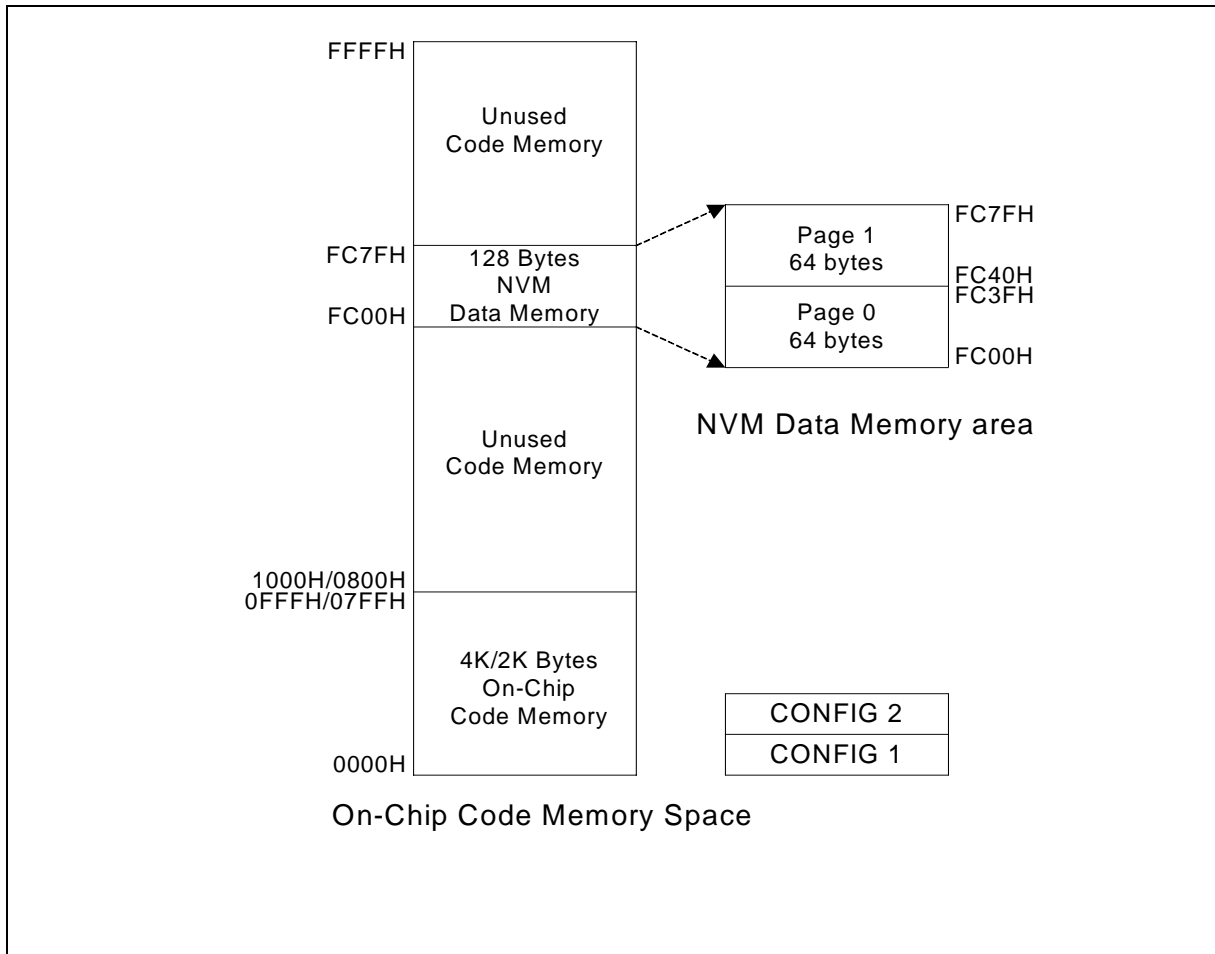 FFFFH
Unused
Code Memory
FC7FH
128 Bytes
NVM
Data Memory
FC00H
Unused
Code Memory
1000H/0800H
0FFFH/07FFH
4K/2K Bytes
On-Chip
Code Memory
0000H
On-Chip Code Memory Space
FC7FH
Page 1
64 bytes
FC40H
FC3FH
Page 0
64 bytes
FC00H
NVM Data Memory area
CONFIG 2
CONFIG 1